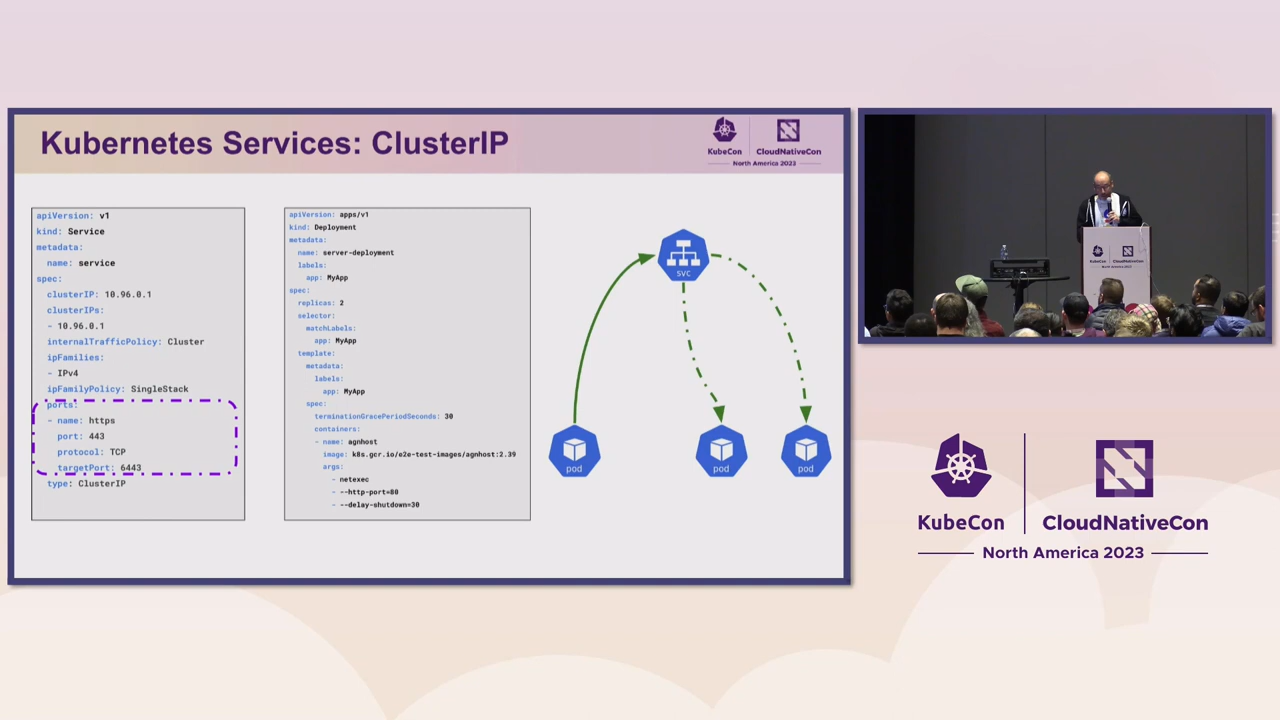 Kubernetes Services: ClusterIP
KubeCon
CloudNativeCon
North America 2023
apiVersion: v1
kind: Service
metadata:
name: service
spec:
clusterIP: 10.96.0.1
clusterIPs:
- 10.96.0.1
internalTrafficPolicy: Cluster
ipFamilies:
- IPv4
ipFamilyPolicy: SingleStack
ports:
- name: https
port: 443
protocol: TCP
targetPort: 6443
type: ClusterIP
apiVersion: apps/v1
kind: Deployment
metadata:
name: server-deployment
labels:
app: MyApp
spec:
replicas: 2
selector:
matchLabels:
app: MyApp
template:
metadata:
labels:
app: MyApp
spec:
terminationGracePeriodSeconds: 30
containers:
- name: agnhost
image: k8s.gcr.io/e2e-test-images/agnhost:2.39
args:
- netexec
- --http-port=80
- --delay-shutdown=30
svc
pod
pod
pod
KubeCon
CloudNativeCon
North America 2023